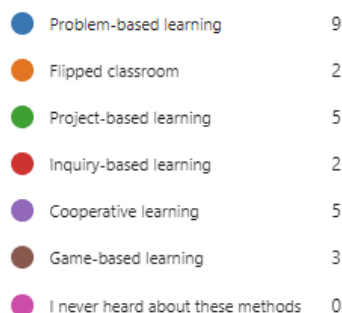 Problem-based learning 9
Flipped classroom 2
Project-based learning 5
Inquiry-based learning 2
Cooperative learning 5
Game-based learning 3
I never heard about these methods 0